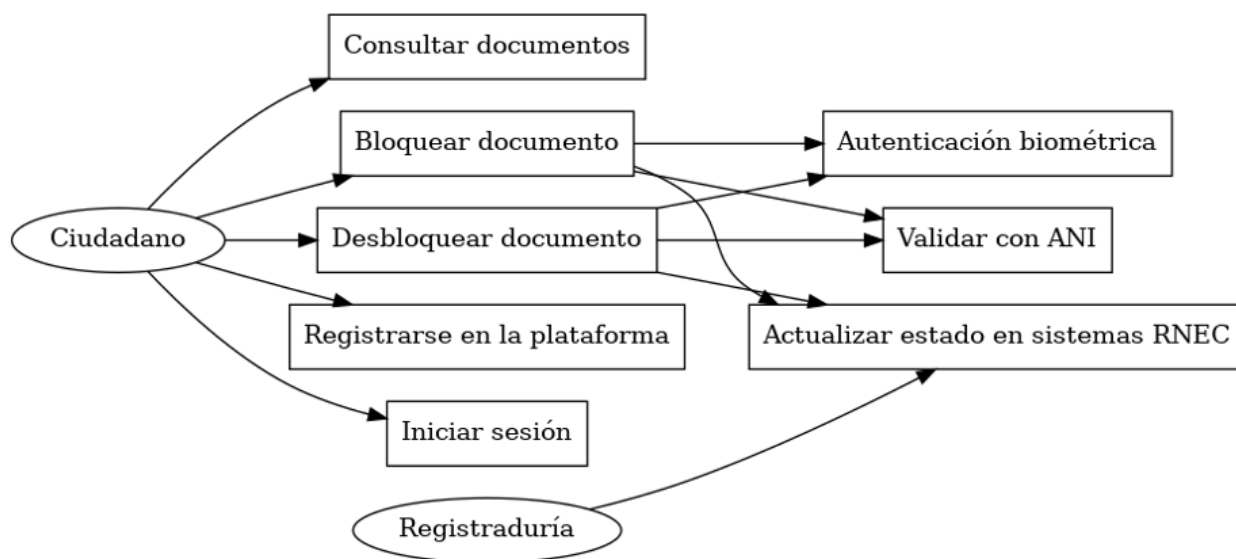 Consultar documentos
Bloquear documento
Autenticación biométrica
Ciudadano
Desbloquear documento
Validar con ANI
Registrarse en la plataforma
Actualizar estado en sistemas RNEC
Iniciar sesión
Registraduría